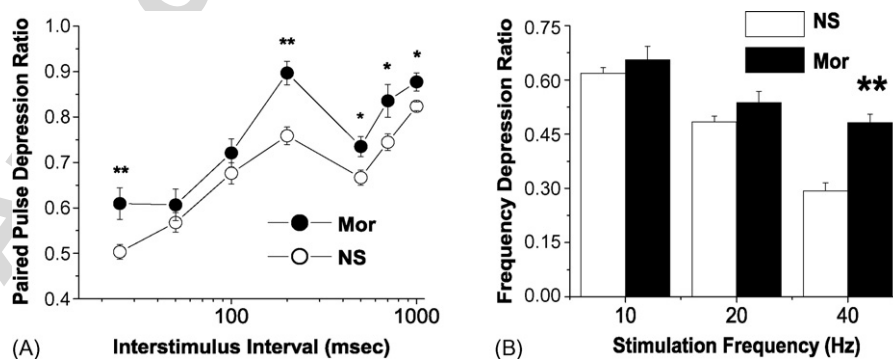 Paired Pulse Depression Ratio
1.0
0.9
0.8
0.7
0.6
0.5
0.4
**
**
*
*
*
Mor
NS
100
1000
(A)
Interstimulus Interval (msec)
Frequency Depression Ratio
0.75
0.60
0.45
0.30
0.15
0.00
NS
Mor
**
10
20
40
(B)
Stimulation Frequency (Hz)